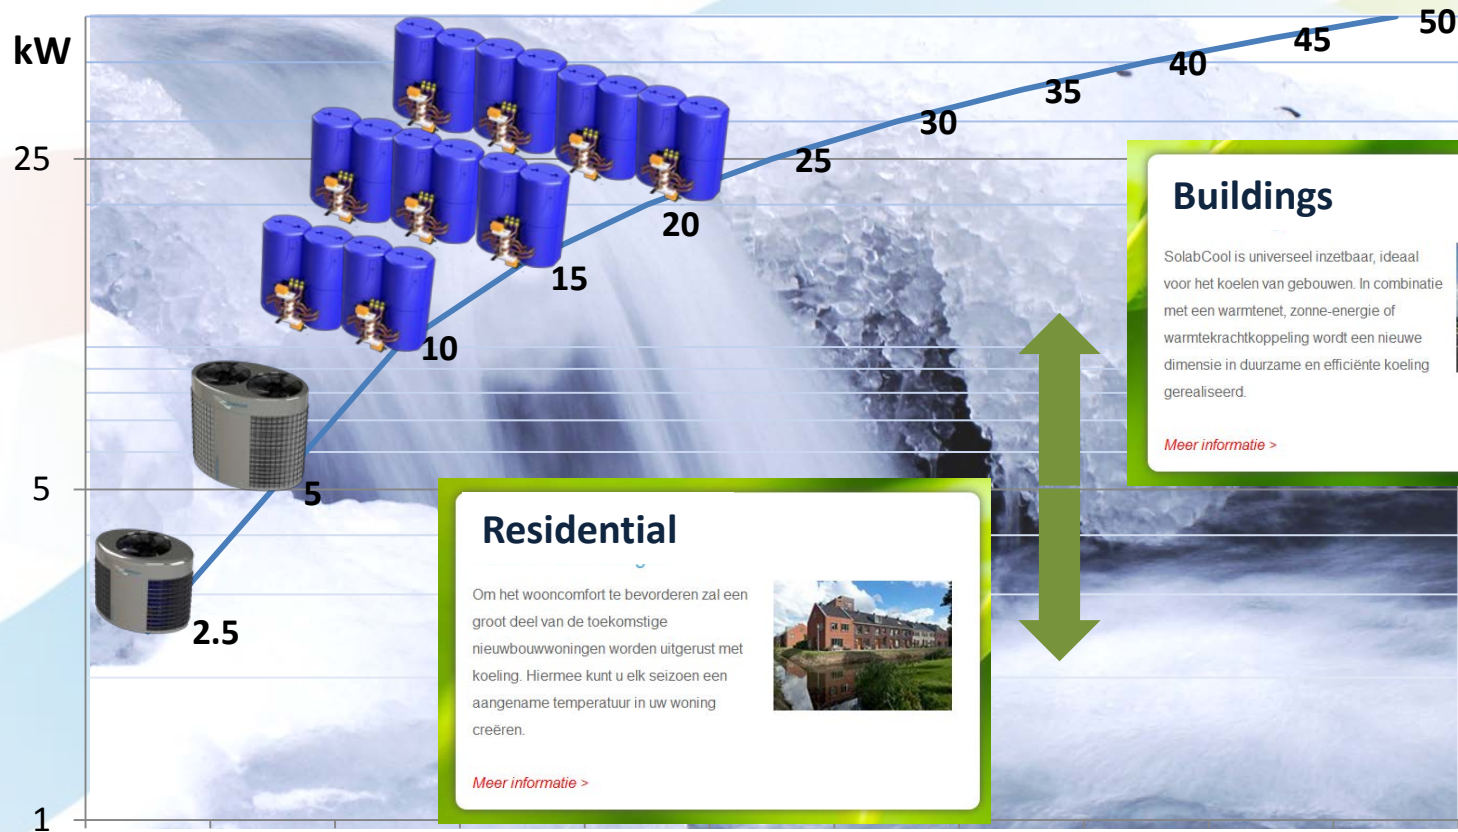 kW
25
5
1
2.5
5
10
15
20
25
30
35
40
45
50
Buildings
SolabCool is universeel inzetbaar, ideaal
voor het koelen van gebouwen. In combinatie
met een warmtenet, zonne-energie of
warmtekrachtkoppeling wordt een nieuwe
dimensie in duurzame en efficiënte koeling
gerealiseerd.
Meer informatie >
Residential
Om het wooncomfort te bevorderen zal een
groot deel van de toekomstige
nieuwbouwwoningen worden uitgerust met
koeling. Hiermee kunt u elk seizoen een
aangename temperatuur in uw woning
creëren.
Meer informatie >